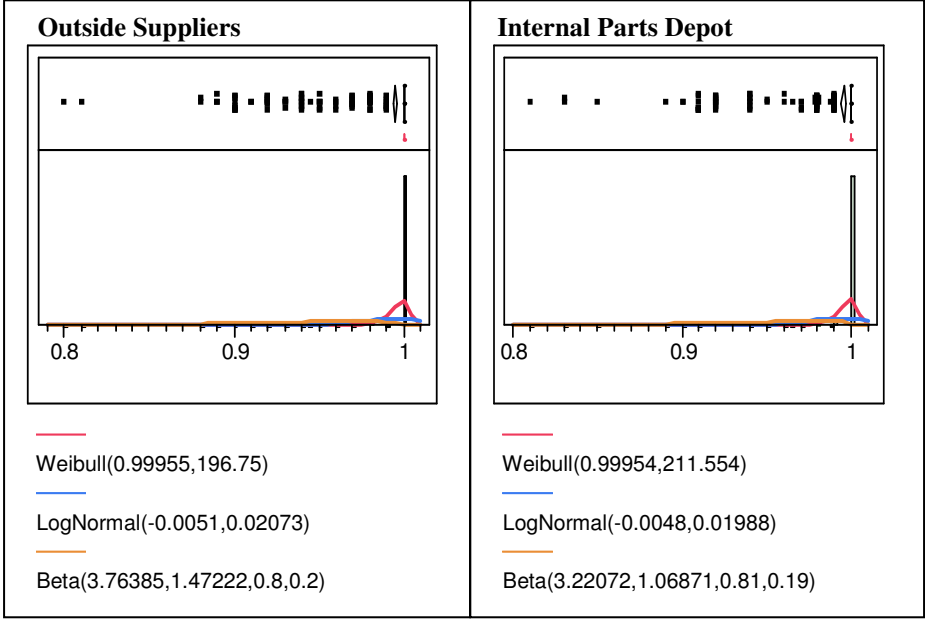 Outside Suppliers
0.8 0.9 1
Weibull(0.99955,196.75)
LogNormal(-0.0051,0.02073)
Beta(3.76385,1.47222,0.8,0.2)
Internal Parts Depot
0.8 0.9 1
Weibull(0.99954,211.554)
LogNormal(-0.0048,0.01988)
Beta(3.22072,1.06871,0.81,0.19)